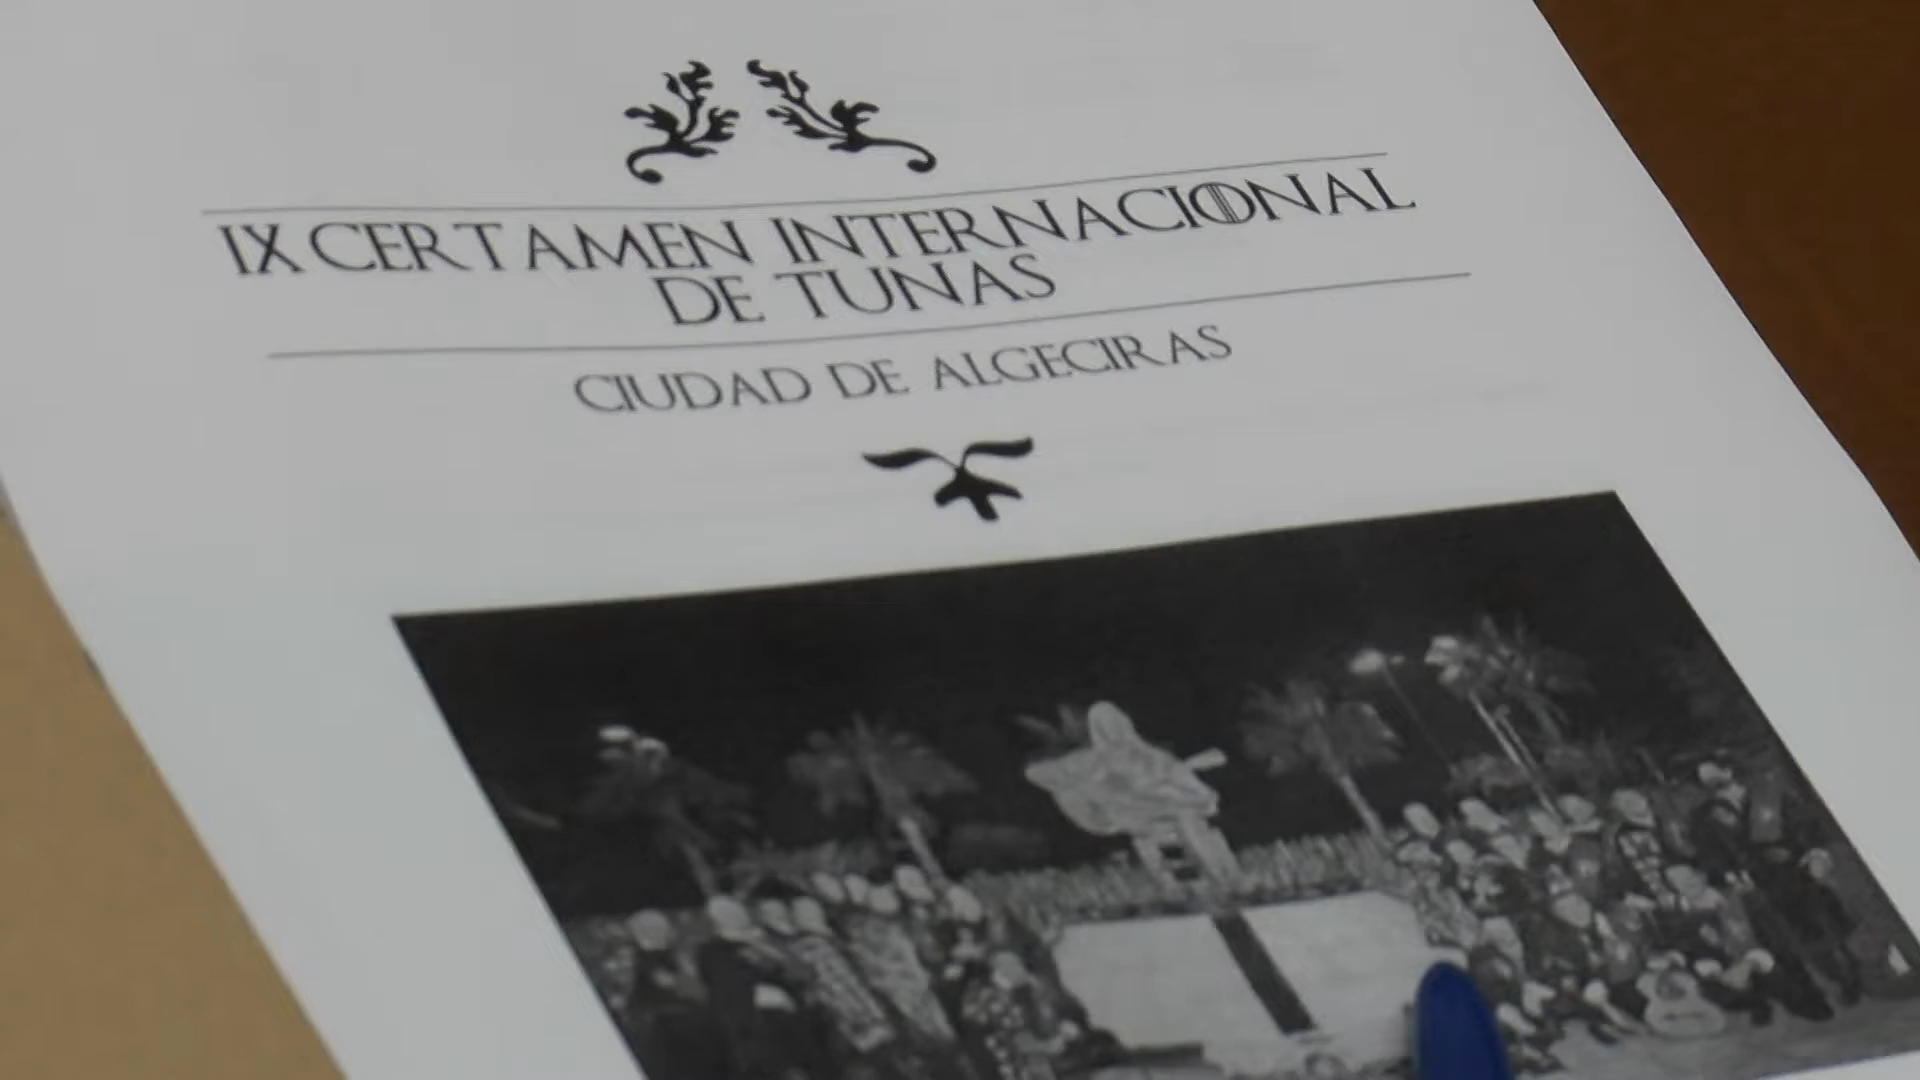 IX CERTAMEN INTERNACIONAL
DE TUNAS
CIUDAD DE ALGECIRAS